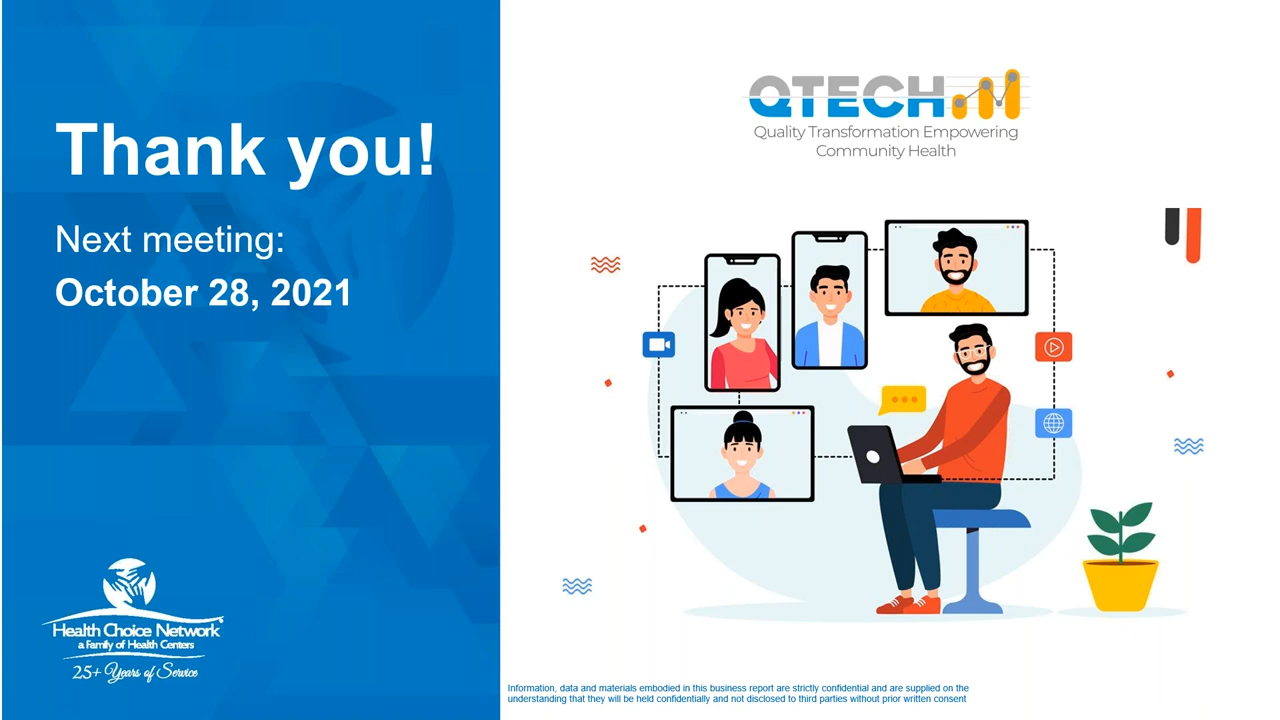 Thank you!
Next meeting:
October 28, 2021
Health Choice Network
a Family of Health Centers
25+ Years of Service
QTECH
Quality Transformation Empowering
Community Health
Information, data and materials embodied in this business report are strictly confidential and are supplied on the
understanding that they will be held confidentially and not disclosed to third parties without prior written consent